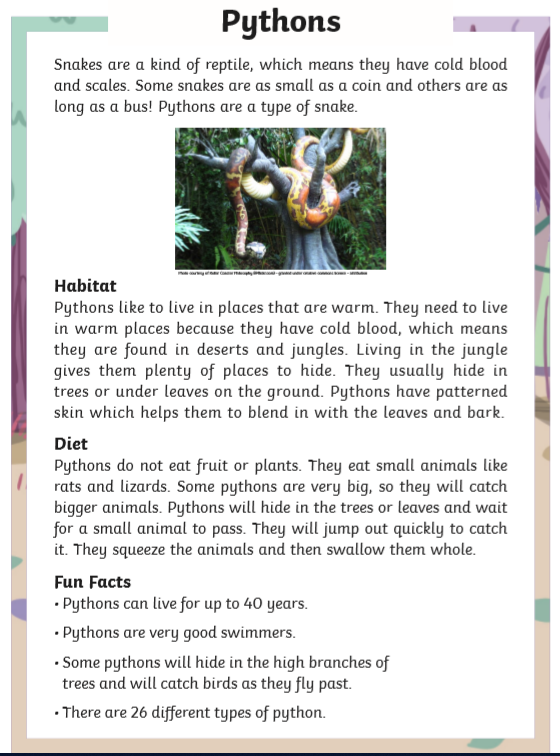 Pythons
Snakes are a kind of reptile, which means they have cold blood
and scales. Some snakes are as small as a coin and others are as
long as a bus! Pythons are a type of snake.
Habitat
Pythons like to live in places that are warm. They need to live
in warm places because they have cold blood, which means
they are found in deserts and jungles. Living in the jungle
gives them plenty of places to hide. They usually hide in
trees or under leaves on the ground. Pythons have patterned
skin which helps them to blend in with the leaves and bark.
Diet
Pythons do not eat fruit or plants. They eat small animals like
rats and lizards. Some pythons are very big, so they will catch
bigger animals. Pythons will hide in the trees or leaves and wait
for a small animal to pass. They will jump out quickly to catch
it. They squeeze the animals and then swallow them whole.
Fun Facts
• Pythons can live for up to 40 years.
• Pythons are very good swimmers.
• Some pythons will hide in the high branches of
trees and will catch birds as they fly past.
• There are 26 different types of python.